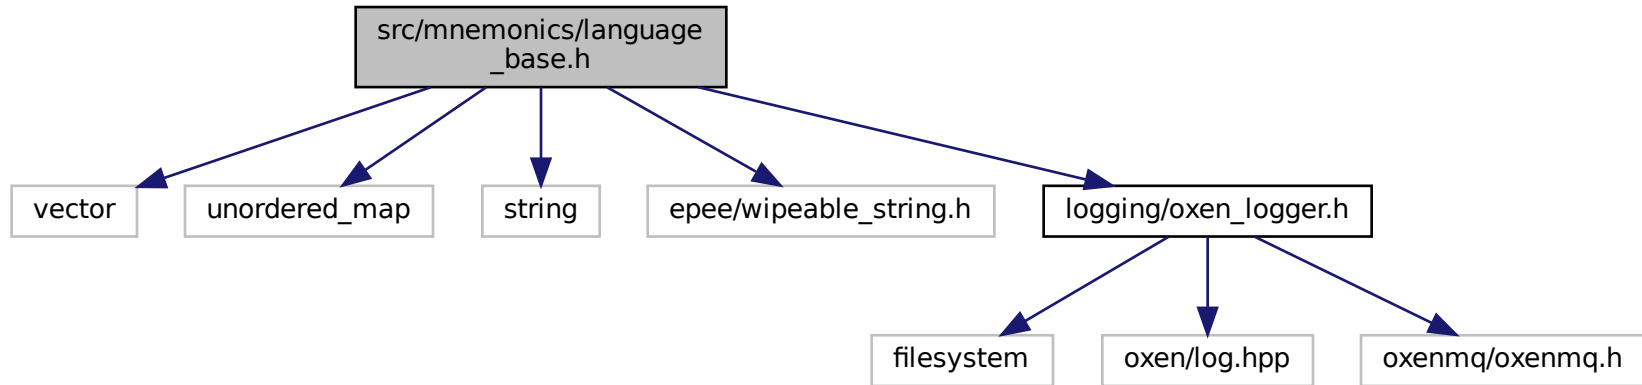 src/mnemonics/language
_base.h
vector
unordered_map
string
epee/wipeable_string.h
logging/oxen_logger.h
filesystem
oxen/log.hpp
oxenmq/oxenmq.h